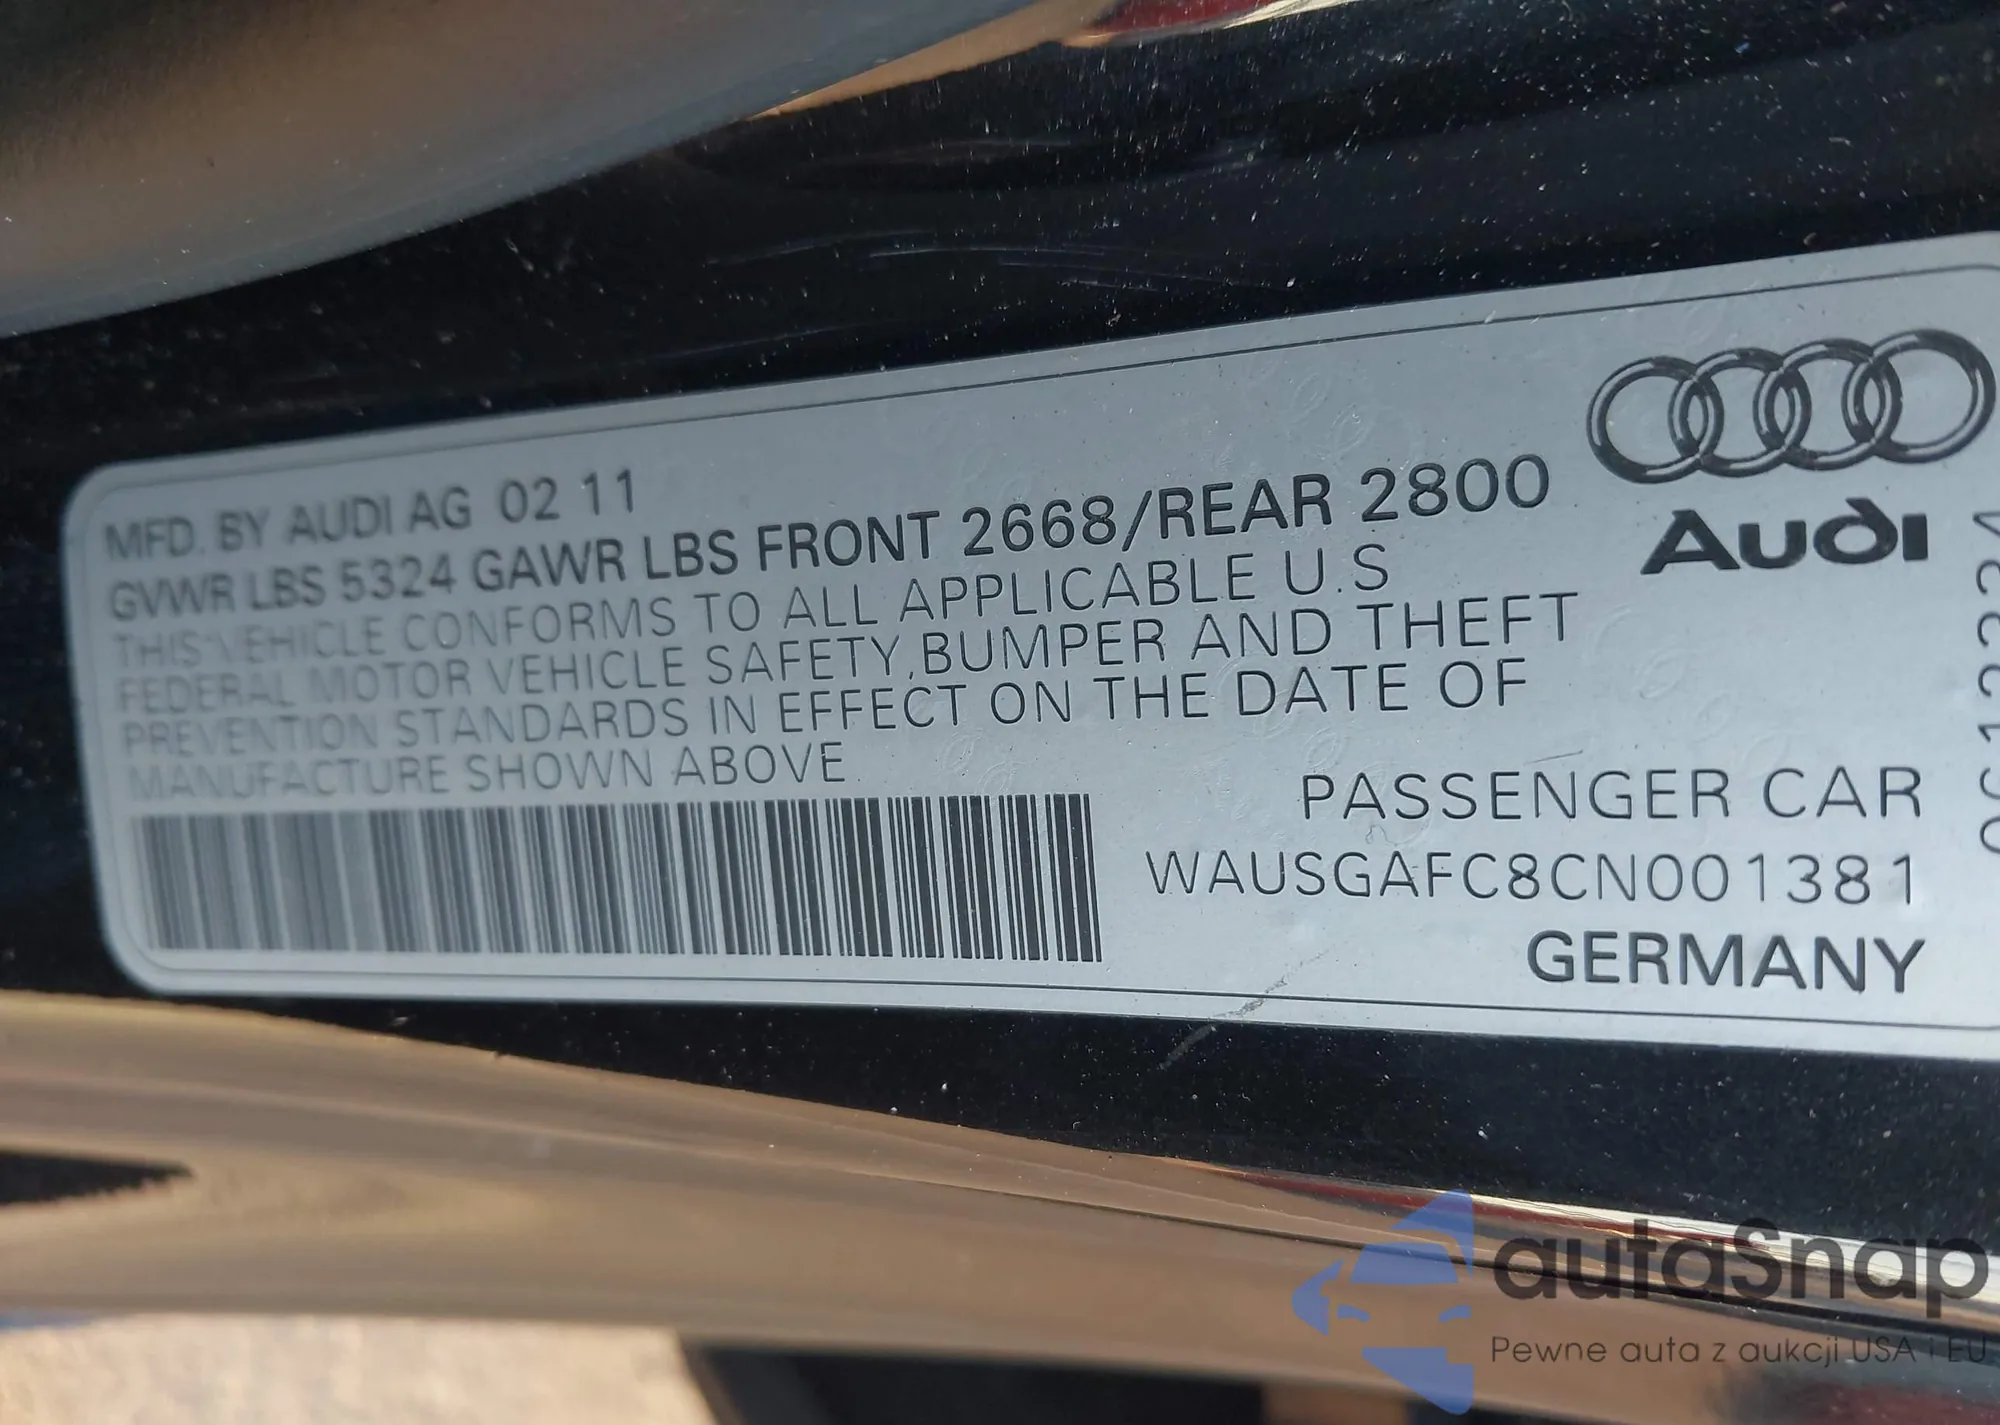 MFD. BY AUDI AG 02 11
GVWR LBS 5324 GAWR LBS FRONT 2668/REAR 2800
THIS VEHICLE CONFORMS TO ALL APPLICABLE U.S
FEDERAL MOTOR VEHICLE SAFETY,BUMPER AND THEFT
PREVENTION STANDARDS IN EFFECT ON THE DATE OF
MANUFACTURE SHOWN ABOVE.
Audi
PASSENGER CAR
WAUSGAFC8CN001381
GERMANY
autaSnap
Pewne auta z aukcji USA i EU